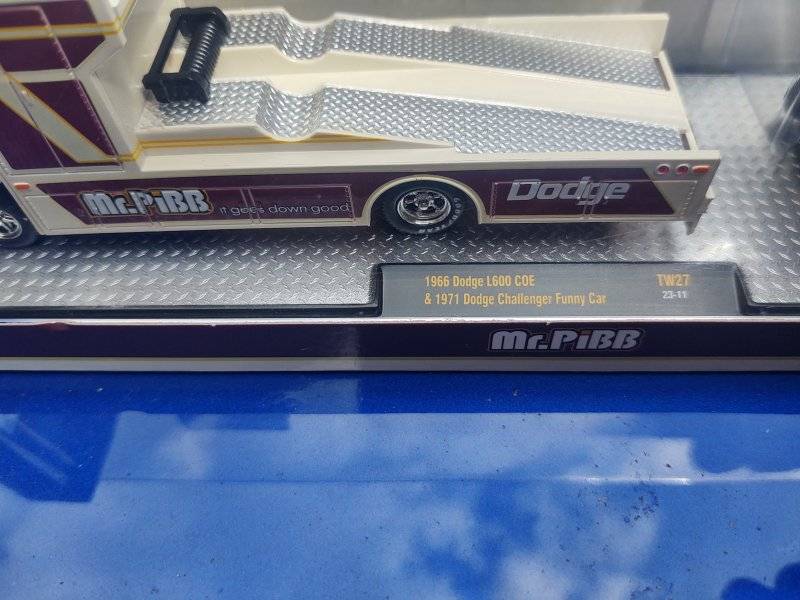 Mr.PiBB it goes down good
Dodge
GOODYEAR
1966 Dodge L600 COE
& 1971 Dodge Challenger Funny Car
TW27
23-11
Mr.PiBB